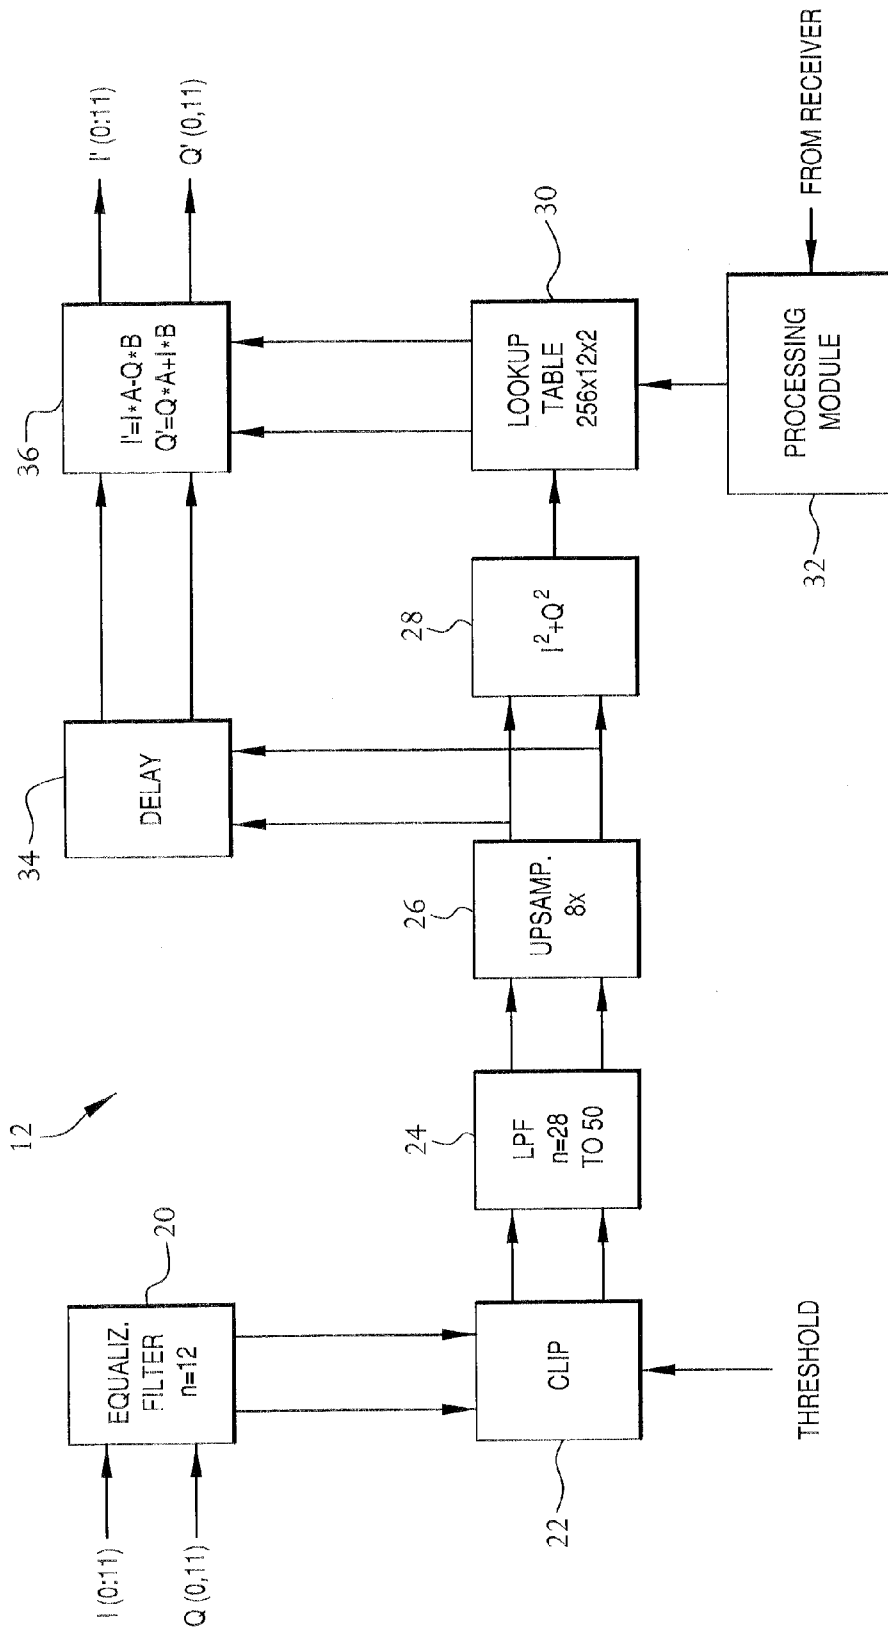 12
I (0:11)
Q (0,11)
EQUALIZ.
FILTER
n=12
20
CLIP
22
THRESHOLD
LPF
n=28
TO 50
24
UPSAMP.
8x
26
DELAY
34
I²+Q²
28
LOOKUP
TABLE
256x12x2
30
I'=I*A-Q*B
Q'=Q*A+I*B
36
I' (0:11)
Q' (0,11)
PROCESSING
MODULE
32
FROM RECEIVER